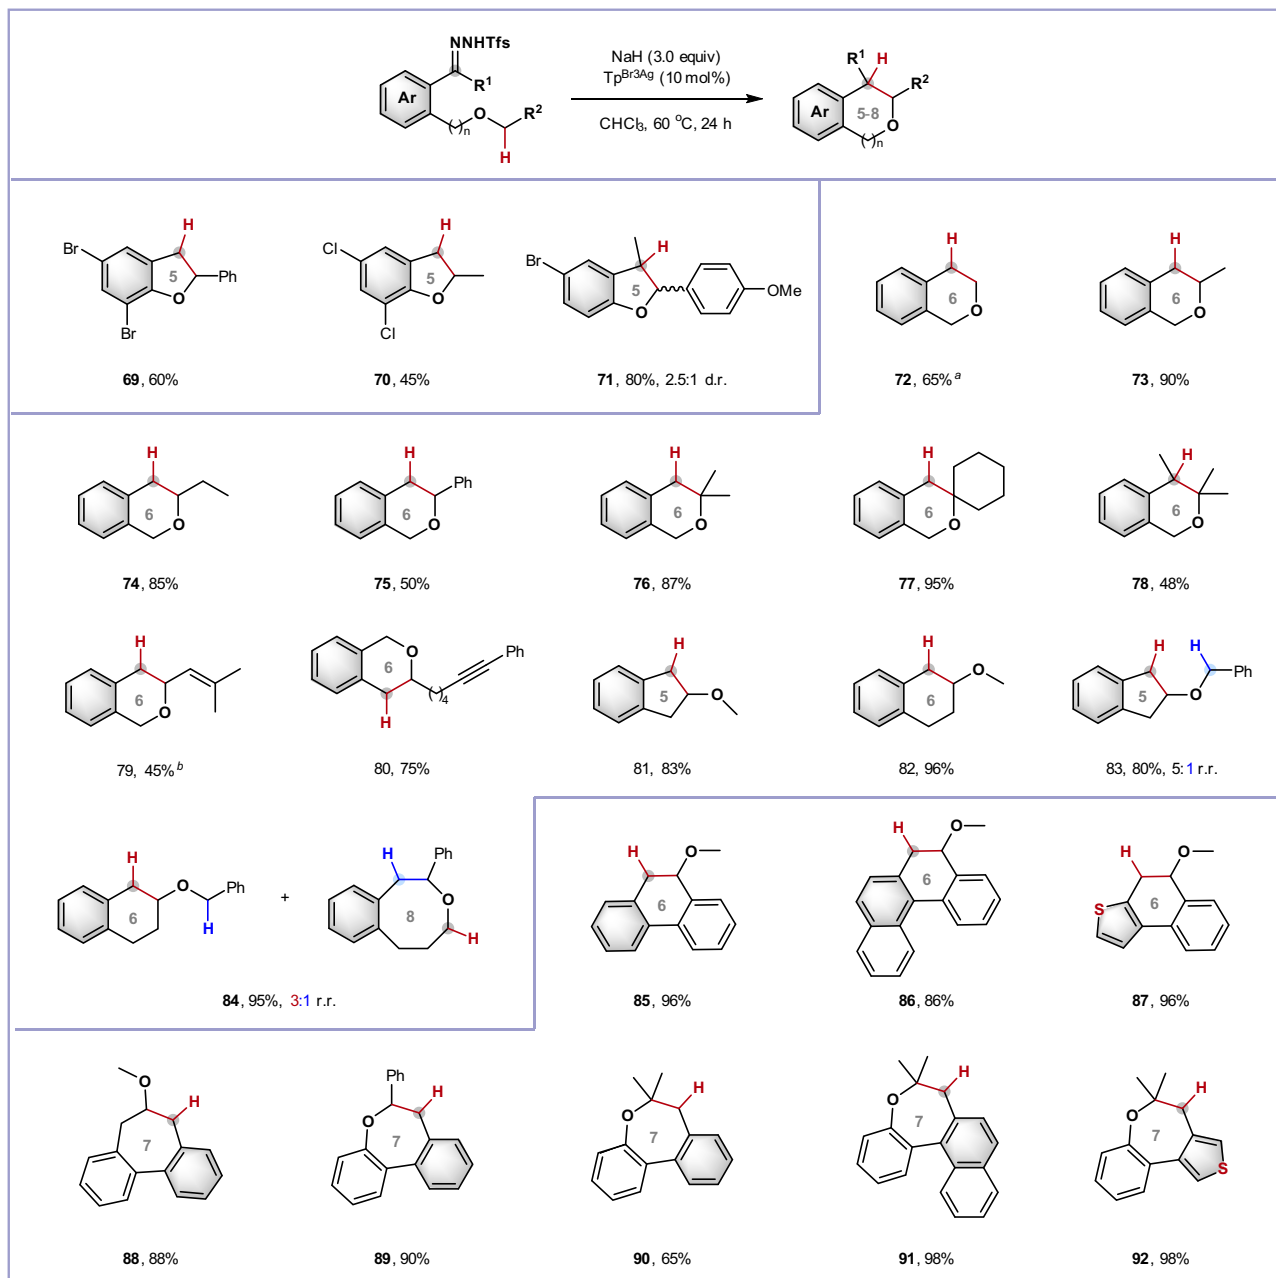 NNHTfs
R1
Ar
O
R2
( )n
H
NaH (3.0 equiv)
TpBr3Ag (10 mol%)
CHCl3, 60 oC, 24 h
R1 H
R2
Ar 5-8
O
( )n
H
Br
5
Ph
O
Br
69, 60%
H
Cl
5
O
Cl
70, 45%
H
Br
5
O
OMe
71, 80%, 2.5:1 d.r.
H
6
O
72, 65% a
H
6
O
73, 90%
H
6
O
74, 85%
H
Ph
6
O
75, 50%
H
6
O
76, 87%
H
6
O
77, 95%
H
6
O
78, 48%
H
6
O
79, 45% b
O
6
Ph
( )4
H
80, 75%
H
5
O
81, 83%
H
O
6
82, 96%
H H
5
O
Ph
83, 80%, 5:1 r.r.
H
O
Ph
6
H
+
H
Ph
O
8
H
84, 95%, 3:1 r.r.
H
O
6
85, 96%
H
O
6
86, 86%
H
O
S
6
87, 96%
O
H
7
88, 88%
Ph
H
O
7
89, 90%
H
O
7
90, 65%
H
O
7
91, 98%
H
O
7
S
92, 98%